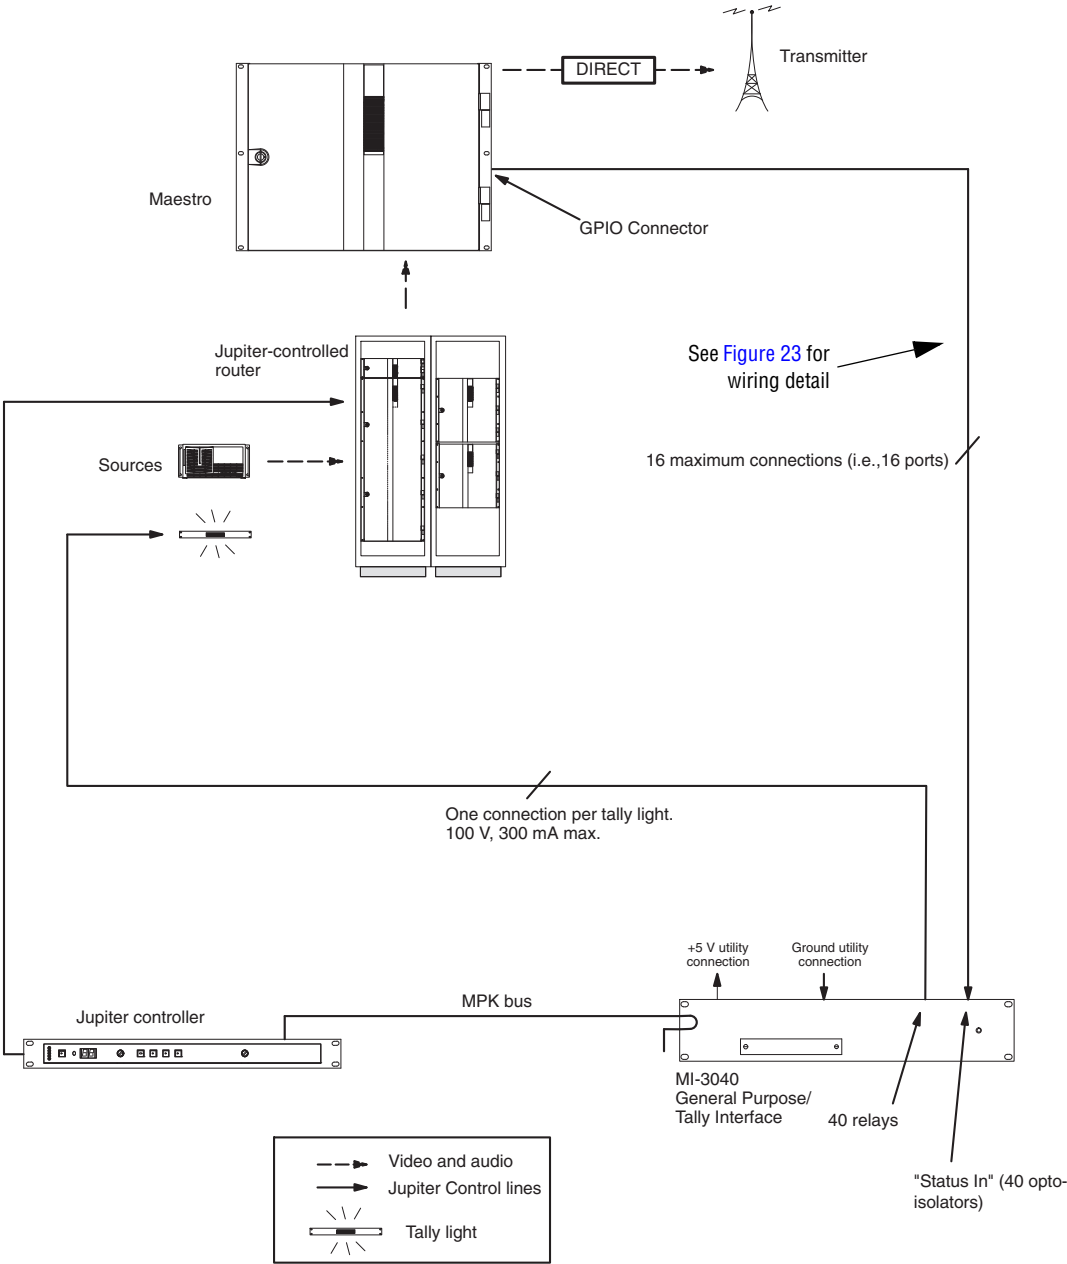 Transmitter
DIRECT
Maestro
GPIO Connector
Jupiter-controlled
router
See Figure 23 for
wiring detail
Sources
16 maximum connections (i.e.,16 ports)
One connection per tally light.
100 V, 300 mA max.
+5 V utility
connection
Ground utility
connection
MPK bus
Jupiter controller
MI-3040
General Purpose/
Tally Interface
40 relays
"Status In" (40 opto-
isolators)
Video and audio
Jupiter Control lines
Tally light